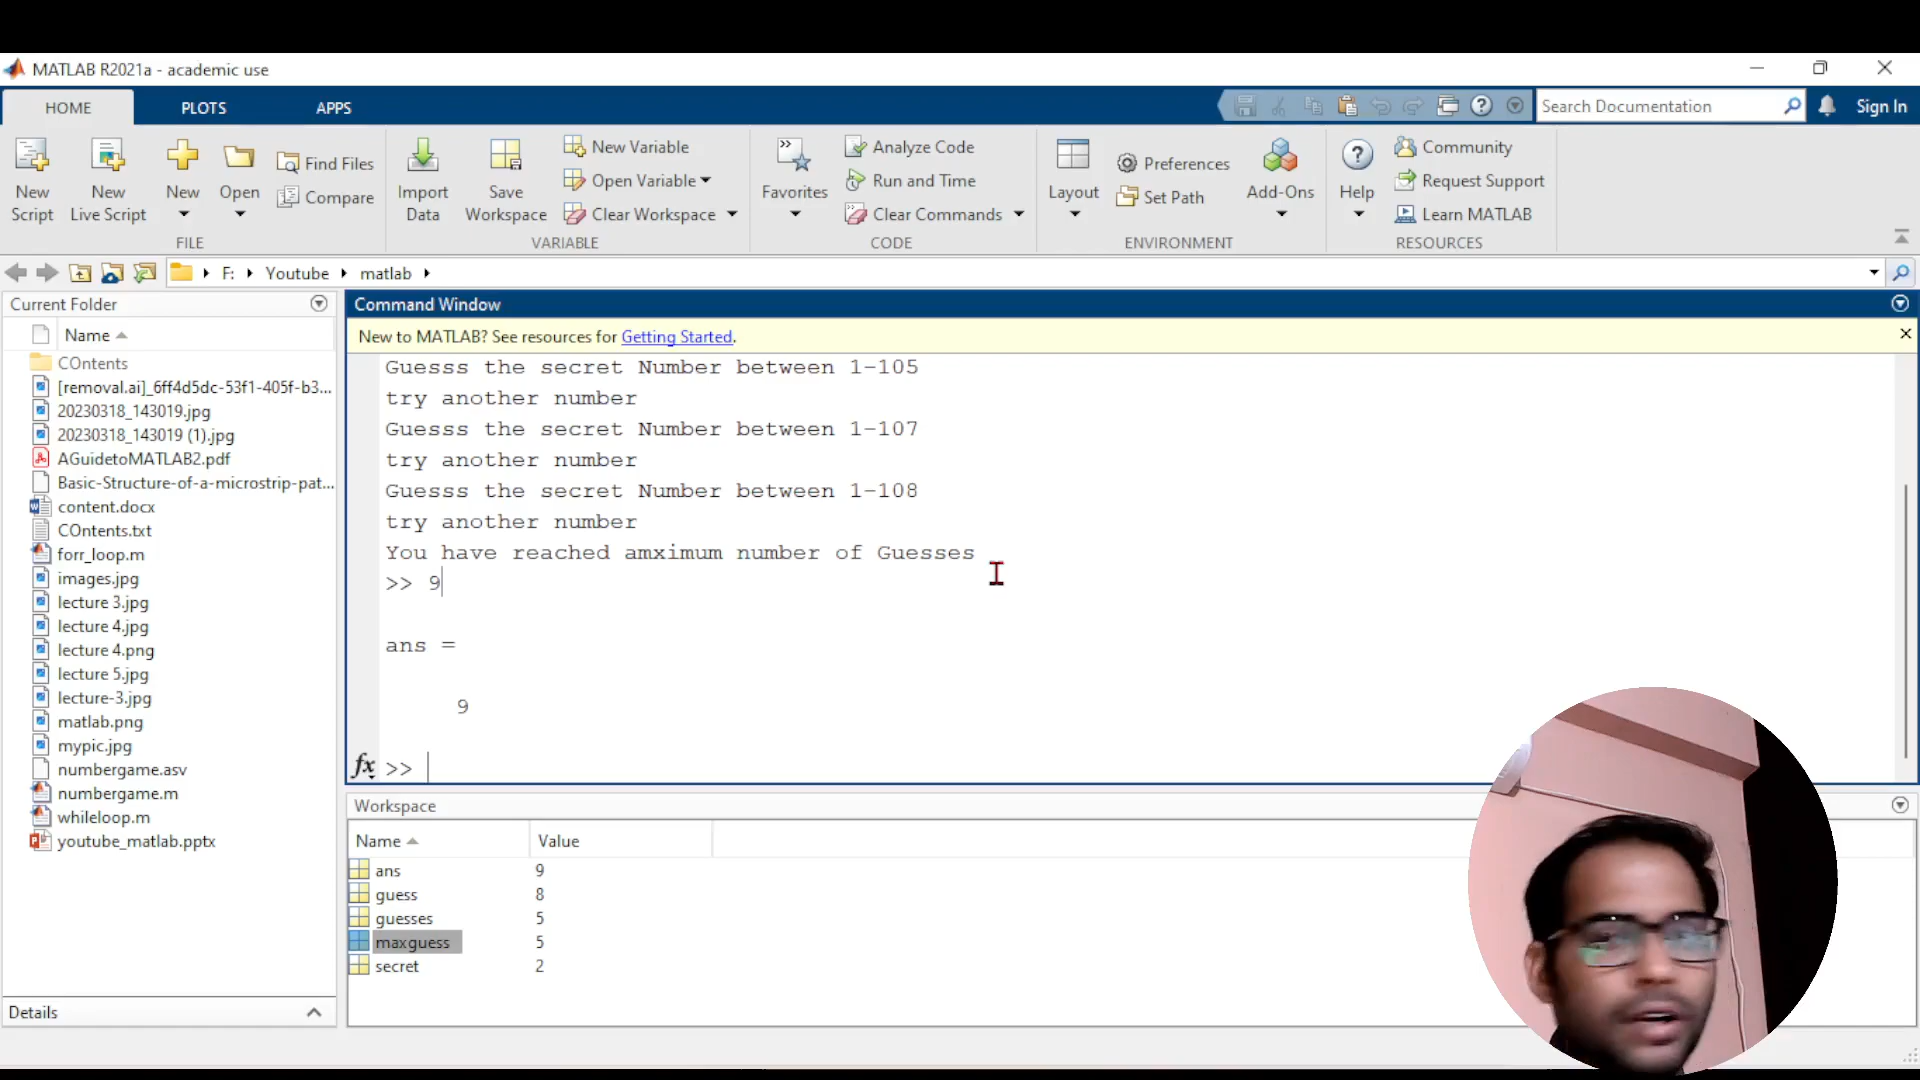 MATLAB R2021a - academic use
HOME PLOTS APPS
Search Documentation
Sign In
New Script
New Live Script
New
Open
Find Files
Compare
Import Data
Save Workspace
New Variable
Open Variable
Clear Workspace
Favorites
Analyze Code
Run and Time
Clear Commands
Layout
Preferences
Set Path
Add-Ons
Help
Community
Request Support
Learn MATLAB
FILE VARIABLE CODE ENVIRONMENT RESOURCES
F: Youtube matlab
Current Folder
Name
COntents
[removal.ai]_6ff4d5dc-53f1-405f-b3...
20230318_143019.jpg
20230318_143019 (1).jpg
AGuidetoMATLAB2.pdf
Basic-Structure-of-a-microstrip-pat...
content.docx
COntents.txt
forr_loop.m
images.jpg
lecture 3.jpg
lecture 4.jpg
lecture 4.png
lecture 5.jpg
lecture-3.jpg
matlab.png
mypic.jpg
numbergame.asv
numbergame.m
whileloop.m
youtube_matlab.pptx
Details
Command Window
New to MATLAB? See resources for Getting Started.
Guesss the secret Number between 1-105
try another number
Guesss the secret Number between 1-107
try another number
Guesss the secret Number between 1-108
try another number
You have reached amximum number of Guesses
>> 9
ans =
9
fx >>
Workspace
Name Value
ans 9
guess 8
guesses 5
maxguess 5
secret 2